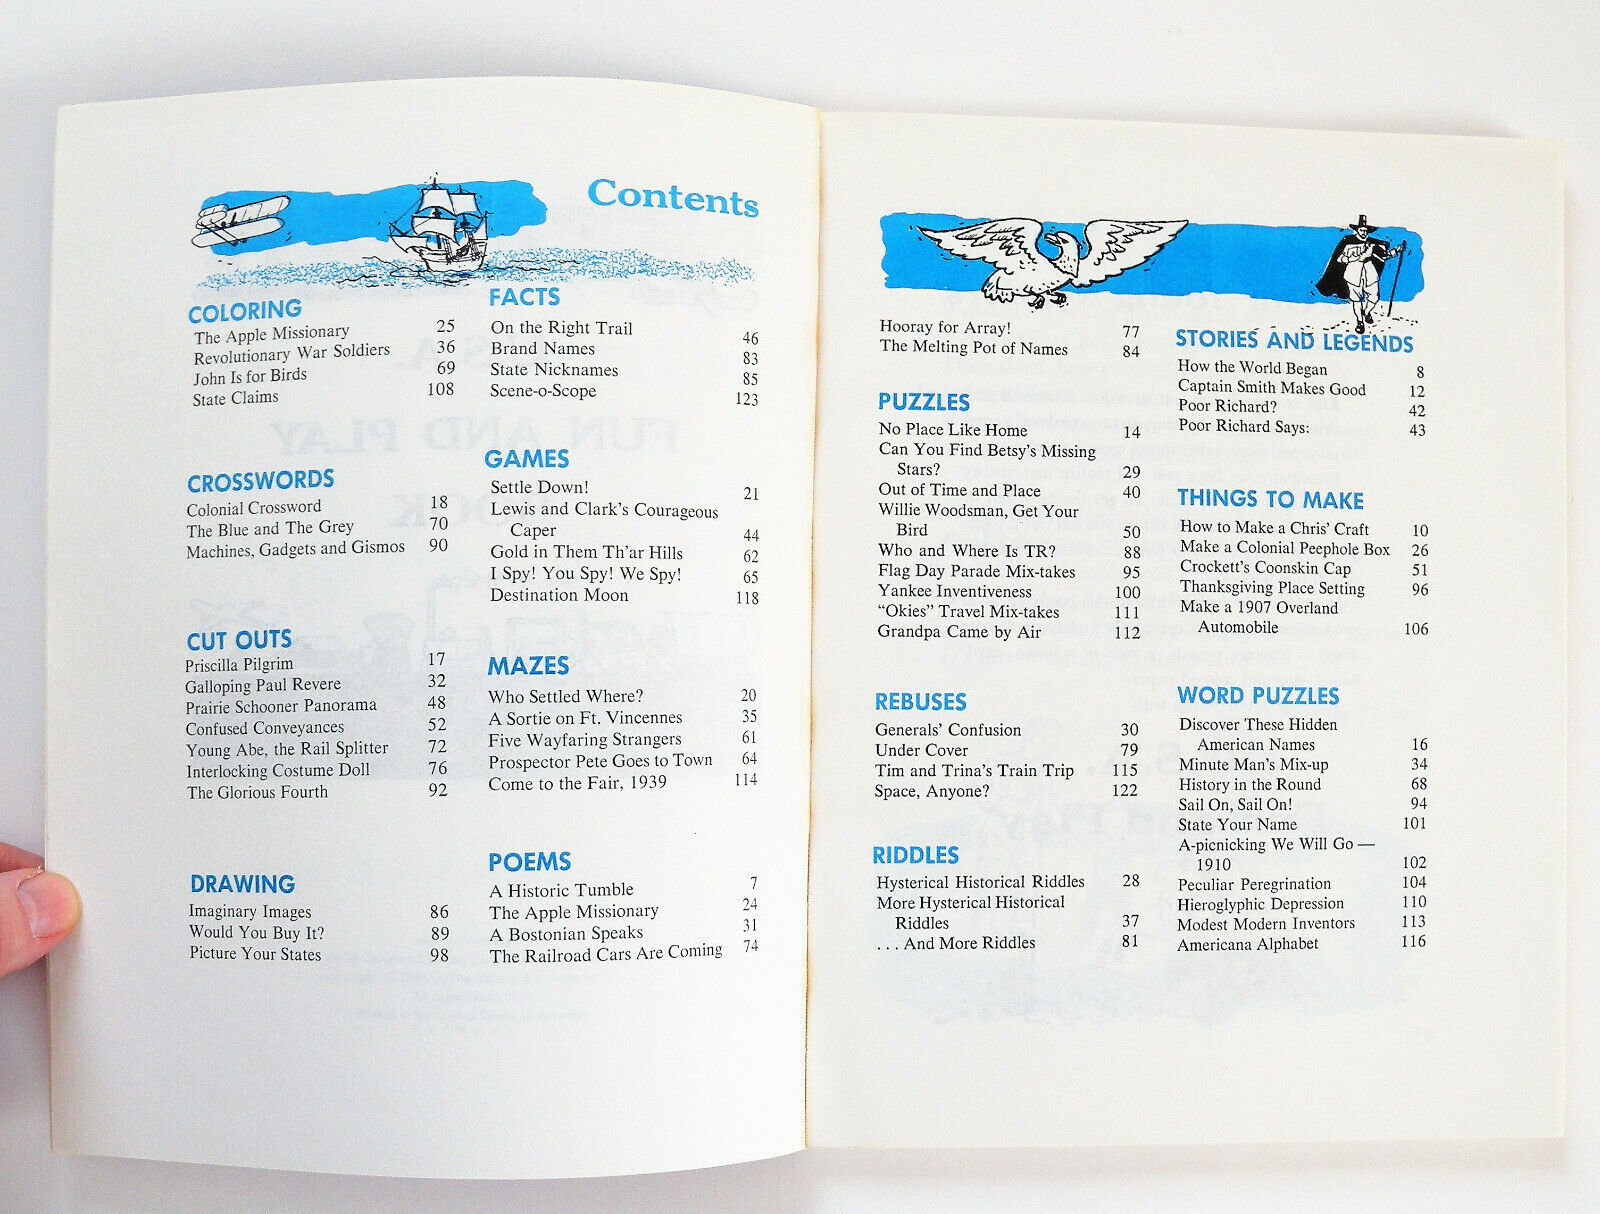 Contents
COLORING
The Apple Missionary 25
Revolutionary War Soldiers 36
John Is for Birds 69
State Claims 108
CROSSWORDS
Colonial Crossword 18
The Blue and The Grey 70
Machines, Gadgets and Gismos 90
CUT OUTS
Priscilla Pilgrim 17
Galloping Paul Revere 32
Prairie Schooner Panorama 48
Confused Conveyances 52
Young Abe, the Rail Splitter 72
Interlocking Costume Doll 76
The Glorious Fourth 92
DRAWING
Imaginary Images 86
Would You Buy It? 89
Picture Your States 98
FACTS
On the Right Trail 46
Brand Names 83
State Nicknames 85
Scene-o-Scope 123
GAMES
Settle Down! 21
Lewis and Clark's Courageous
Caper 44
Gold in Them Th'ar Hills 62
I Spy! You Spy! We Spy! 65
Destination Moon 118
MAZES
Who Settled Where? 20
A Sortie on Ft. Vincennes 35
Five Wayfaring Strangers 61
Prospector Pete Goes to Town 64
Come to the Fair, 1939 114
POEMS
A Historic Tumble 7
The Apple Missionary 24
A Bostonian Speaks 31
The Railroad Cars Are Coming 74
Hooray for Array! 77
The Melting Pot of Names 84
PUZZLES
No Place Like Home 14
Can You Find Betsy's Missing
Stars? 29
Out of Time and Place 40
Willie Woodsman, Get Your
Bird 50
Who and Where Is TR? 88
Flag Day Parade Mix-takes 95
Yankee Inventiveness 100
"Okies" Travel Mix-takes 111
Grandpa Came by Air 112
REBUSES
Generals' Confusion 30
Under Cover 79
Tim and Trina's Train Trip 115
Space, Anyone? 122
RIDDLES
Hysterical Historical Riddles 28
More Hysterical Historical
Riddles 37
. . . And More Riddles 81
STORIES AND LEGENDS
How the World Began 8
Captain Smith Makes Good 12
Poor Richard? 42
Poor Richard Says: 43
THINGS TO MAKE
How to Make a Chris' Craft 10
Make a Colonial Peephole Box 26
Crockett's Coonskin Cap 51
Thanksgiving Place Setting 96
Make a 1907 Overland
Automobile 106
WORD PUZZLES
Discover These Hidden
American Names 16
Minute Man's Mix-up 34
History in the Round 68
Sail On, Sail On! 94
State Your Name 101
A-picnicking We Will Go —
1910 102
Peculiar Peregrination 104
Hieroglyphic Depression 110
Modest Modern Inventors 113
Americana Alphabet 116